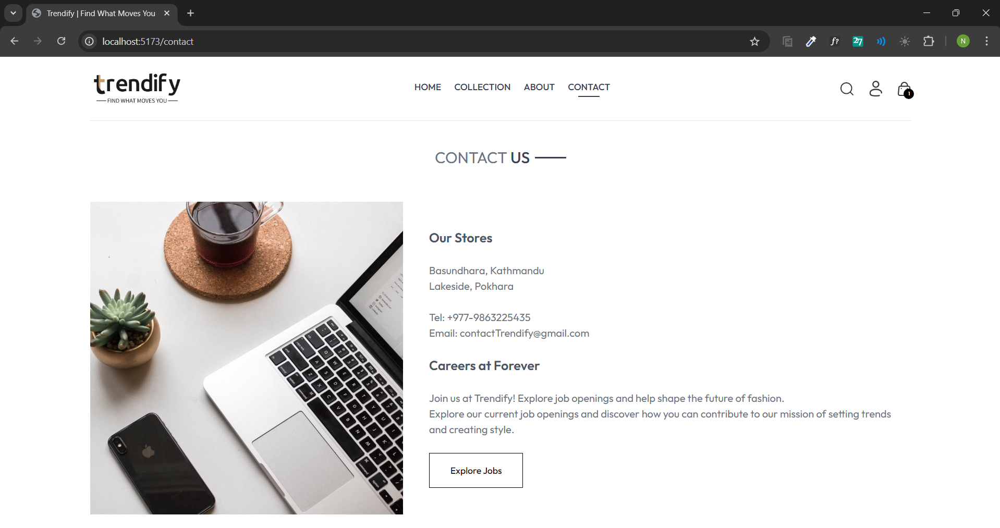 Trendify | Find What Moves You
localhost:5173/contact
f?
27
N
trendify
FIND WHAT MOVES YOU
HOME
COLLECTION
ABOUT
CONTACT
1
CONTACT US
Our Stores
Basundhara, Kathmandu
Lakeside, Pokhara
Tel: +977-9863225435
Email: contactTrendify@gmail.com
Careers at Forever
Join us at Trendify! Explore job openings and help shape the future of fashion.
Explore our current job openings and discover how you can contribute to our mission of setting trends
and creating style.
Explore Jobs